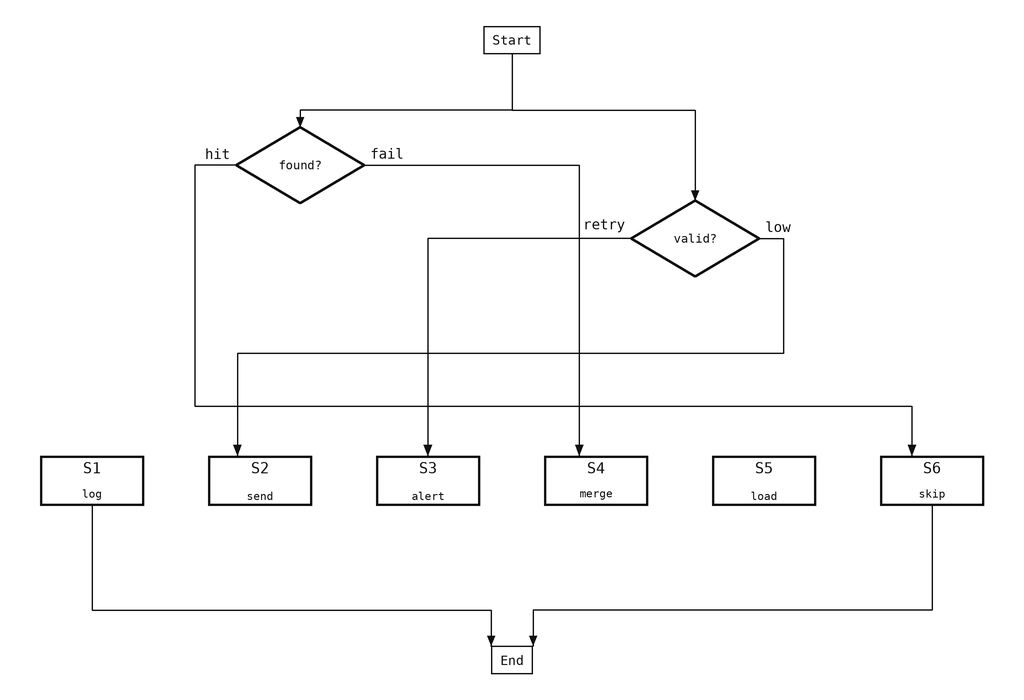 Start
found?
hit
fail
retry
valid?
low
S1
log
S2
send
S3
alert
S4
merge
S5
load
S6
skip
End